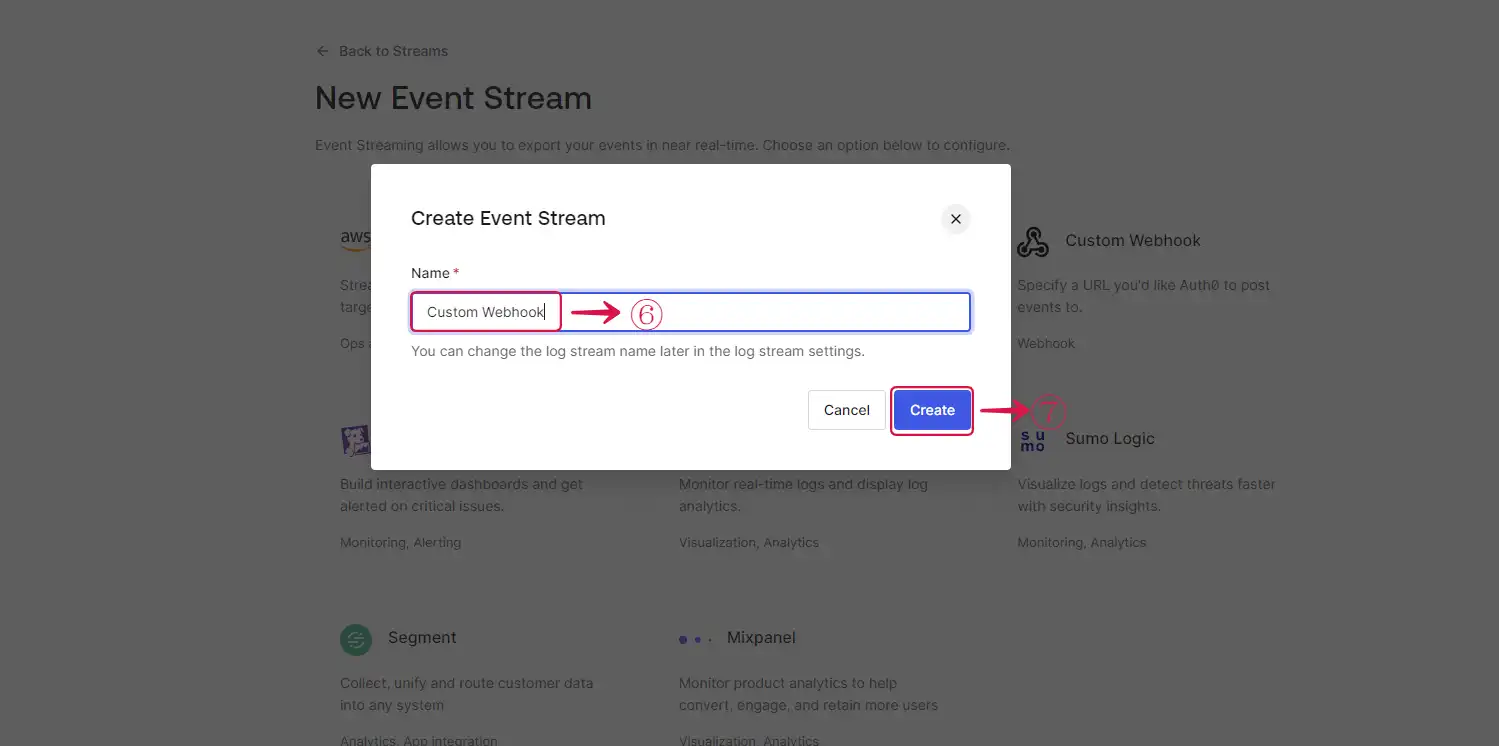 Back to Streams
New Event Stream
Event Streaming allows you to export your events in near real-time. Choose an option below to configure.
Create Event Stream
Name *
Custom Webhook
⑥
You can change the log stream name later in the log stream settings.
Cancel
Create
⑦
aws
Strea
targe
Ops a
Custom Webhook
Specify a URL you'd like Auth0 to post
events to.
Webhook
Build interactive dashboards and get
alerted on critical issues.
Monitoring, Alerting
Monitor real-time logs and display log
analytics.
Visualization, Analytics
su
mo
Sumo Logic
Visualize logs and detect threats faster
with security insights.
Monitoring, Analytics
Segment
Collect, unify and route customer data
into any system
Analytics, App integration
Mixpanel
Monitor product analytics to help
convert, engage, and retain more users
Visualization, Analytics